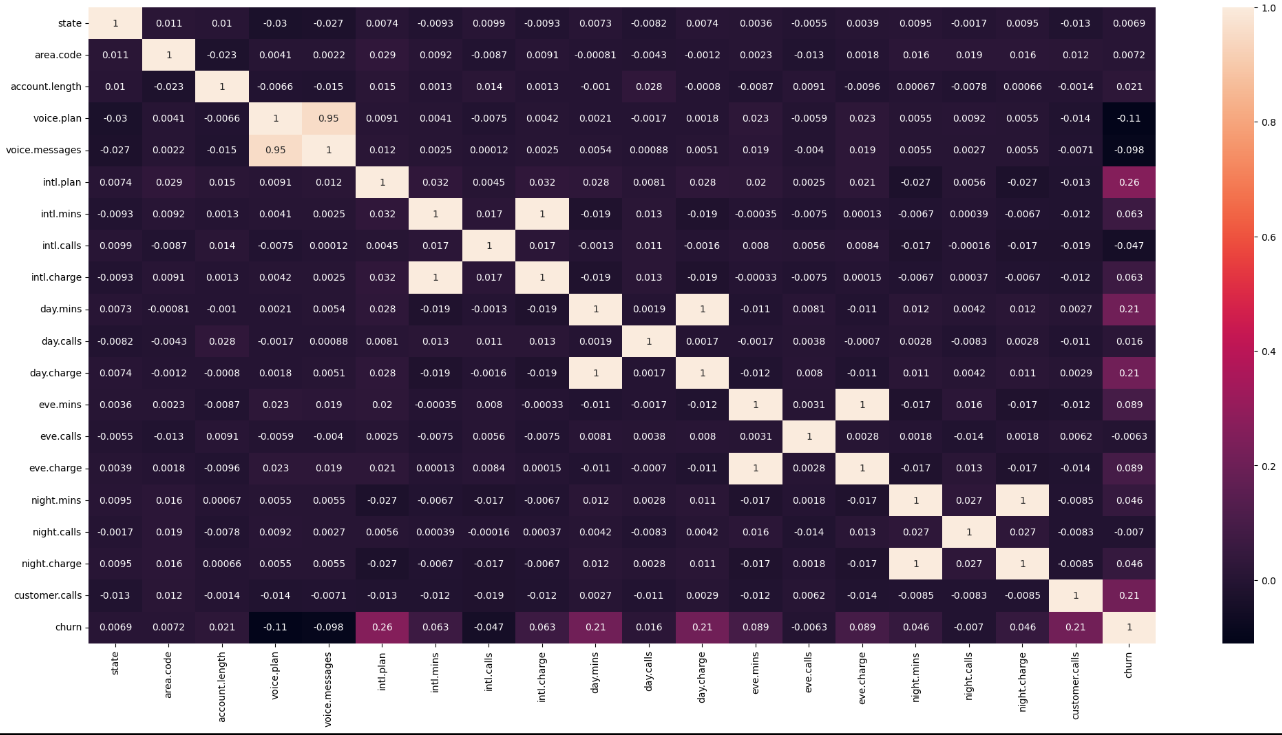 state 1 0.011 0.01 -0.03 -0.027 0.0074 -0.0093 0.0099 -0.0093 0.0073 -0.0082 0.0074 0.0036 -0.0055 0.0039 0.0095 -0.0017 0.0095 -0.013 0.0069
area.code 0.011 1 -0.023 0.0041 0.0022 0.029 0.0092 -0.0087 0.0091 -0.00081 -0.0043 -0.0012 0.0023 -0.013 0.0018 0.016 0.019 0.016 0.012 0.0072
account.length 0.01 -0.023 1 -0.0066 -0.015 0.015 0.0013 0.014 0.0013 -0.001 0.028 -0.0008 -0.0087 0.0091 -0.0096 0.00067 -0.0078 0.00066 -0.0014 0.021
voice.plan -0.03 0.0041 -0.0066 1 0.95 0.0091 0.0041 -0.0075 0.0042 0.0021 -0.0017 0.0018 0.023 -0.0059 0.023 0.0055 0.0092 0.0055 -0.014 -0.11
voice.messages -0.027 0.0022 -0.015 0.95 1 0.012 0.0025 0.00012 0.0025 0.0054 0.00088 0.0051 0.019 -0.004 0.019 0.0055 0.0027 0.0055 -0.0071 -0.098
intl.plan 0.0074 0.029 0.015 0.0091 0.012 1 0.032 0.0045 0.032 0.028 0.0081 0.028 0.02 0.0025 0.021 -0.027 0.0056 -0.027 -0.013 0.26
intl.mins -0.0093 0.0092 0.0013 0.0041 0.0025 0.032 1 0.017 1 -0.019 0.013 -0.019 -0.00035 -0.0075 0.00013 -0.0067 0.00039 -0.0067 -0.012 0.063
intl.calls 0.0099 -0.0087 0.014 -0.0075 0.00012 0.0045 0.017 1 0.017 -0.0013 0.011 -0.0016 0.008 0.0056 0.0084 -0.017 -0.00016 -0.017 -0.019 -0.047
intl.charge -0.0093 0.0091 0.0013 0.0042 0.0025 0.032 1 0.017 1 -0.019 0.013 -0.019 -0.00033 -0.0075 0.00015 -0.0067 0.00037 -0.0067 -0.012 0.063
day.mins 0.0073 -0.00081 -0.001 0.0021 0.0054 0.028 -0.019 -0.0013 -0.019 1 0.0019 1 -0.011 0.0081 -0.011 0.012 0.0042 0.012 0.0027 0.21
day.calls -0.0082 -0.0043 0.028 -0.0017 0.00088 0.0081 0.013 0.011 0.013 0.0019 1 0.0017 -0.0017 0.0038 -0.0007 0.0028 -0.0083 0.0028 -0.011 0.016
day.charge 0.0074 -0.0012 -0.0008 0.0018 0.0051 0.028 -0.019 -0.0016 -0.019 1 0.0017 1 -0.012 0.008 -0.011 0.011 0.0042 0.011 0.0029 0.21
eve.mins 0.0036 0.0023 -0.0087 0.023 0.019 0.02 -0.00035 0.008 -0.00033 -0.011 -0.0017 -0.012 1 0.0031 1 -0.017 0.016 -0.017 -0.012 0.089
eve.calls -0.0055 -0.013 0.0091 -0.0059 -0.004 0.0025 -0.0075 0.0056 -0.0075 0.0081 0.0038 0.008 0.0031 1 0.0028 0.0018 -0.014 0.0018 0.0062 -0.0063
eve.charge 0.0039 0.0018 -0.0096 0.023 0.019 0.021 0.00013 0.0084 0.00015 -0.011 -0.0007 -0.011 1 0.0028 1 -0.017 0.013 -0.017 -0.014 0.089
night.mins 0.0095 0.016 0.00067 0.0055 0.0055 -0.027 -0.0067 -0.017 -0.0067 0.012 0.0028 0.011 -0.017 0.0018 -0.017 1 0.027 1 -0.0085 0.046
night.calls -0.0017 0.019 -0.0078 0.0092 0.0027 0.0056 0.00039 -0.00016 0.00037 0.0042 -0.0083 0.0042 0.016 -0.014 0.013 0.027 1 0.027 -0.0083 -0.007
night.charge 0.0095 0.016 0.00066 0.0055 0.0055 -0.027 -0.0067 -0.017 -0.0067 0.012 0.0028 0.011 -0.017 0.0018 -0.017 1 0.027 1 -0.0085 0.046
customer.calls -0.013 0.012 -0.0014 -0.014 -0.0071 -0.013 -0.012 -0.019 -0.012 0.0027 -0.011 0.0029 -0.012 0.0062 -0.014 -0.0085 -0.0083 -0.0085 1 0.21
churn 0.0069 0.0072 0.021 -0.11 -0.098 0.26 0.063 -0.047 0.063 0.21 0.016 0.21 0.089 -0.0063 0.089 0.046 -0.007 0.046 0.21 1
state area.code account.length voice.plan voice.messages intl.plan intl.mins intl.calls intl.charge day.mins day.calls day.charge eve.mins eve.calls eve.charge night.mins night.calls night.charge customer.calls churn
1.0
0.8
0.6
0.4
0.2
0.0